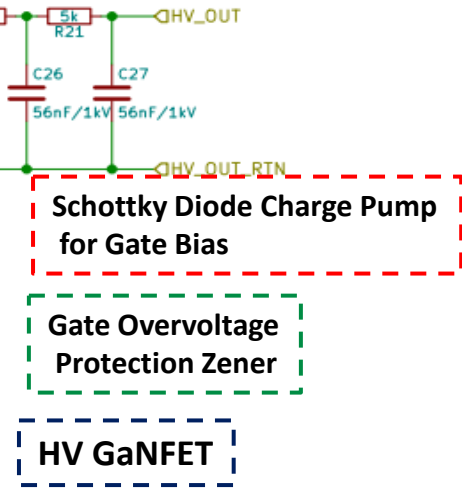 5k
HV_OUT
R21
C26
C27
56nF/1kV
56nF/1kV
HV_OUT_RTN
Schottky Diode Charge Pump
for Gate Bias
Gate Overvoltage
Protection Zener
HV GaNFET